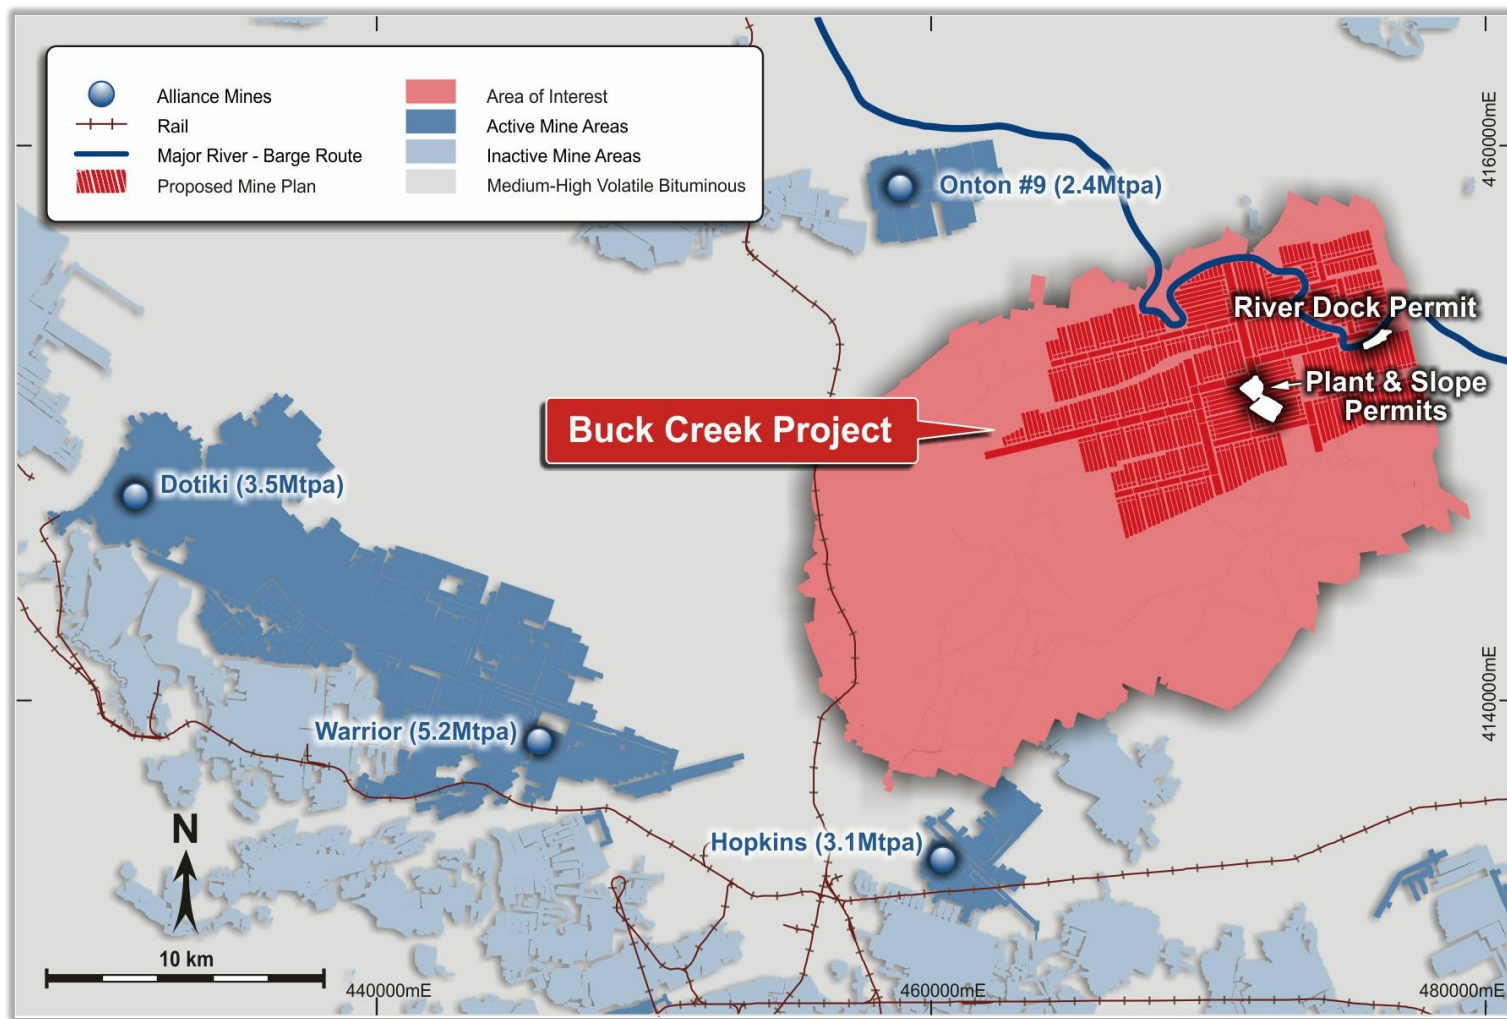 Alliance Mines
Rail
Major River - Barge Route
Proposed Mine Plan
Area of Interest
Active Mine Areas
Inactive Mine Areas
Medium-High Volatile Bituminous
4160000mE
Onton #9 (2.4Mtpa)
River Dock Permit
Plant & Slope
Permits
Buck Creek Project
Dotiki (3.5Mtpa)
Warrior (5.2Mtpa)
4140000mE
Hopkins (3.1Mtpa)
N
10 km
440000mE
460000mE
480000mE